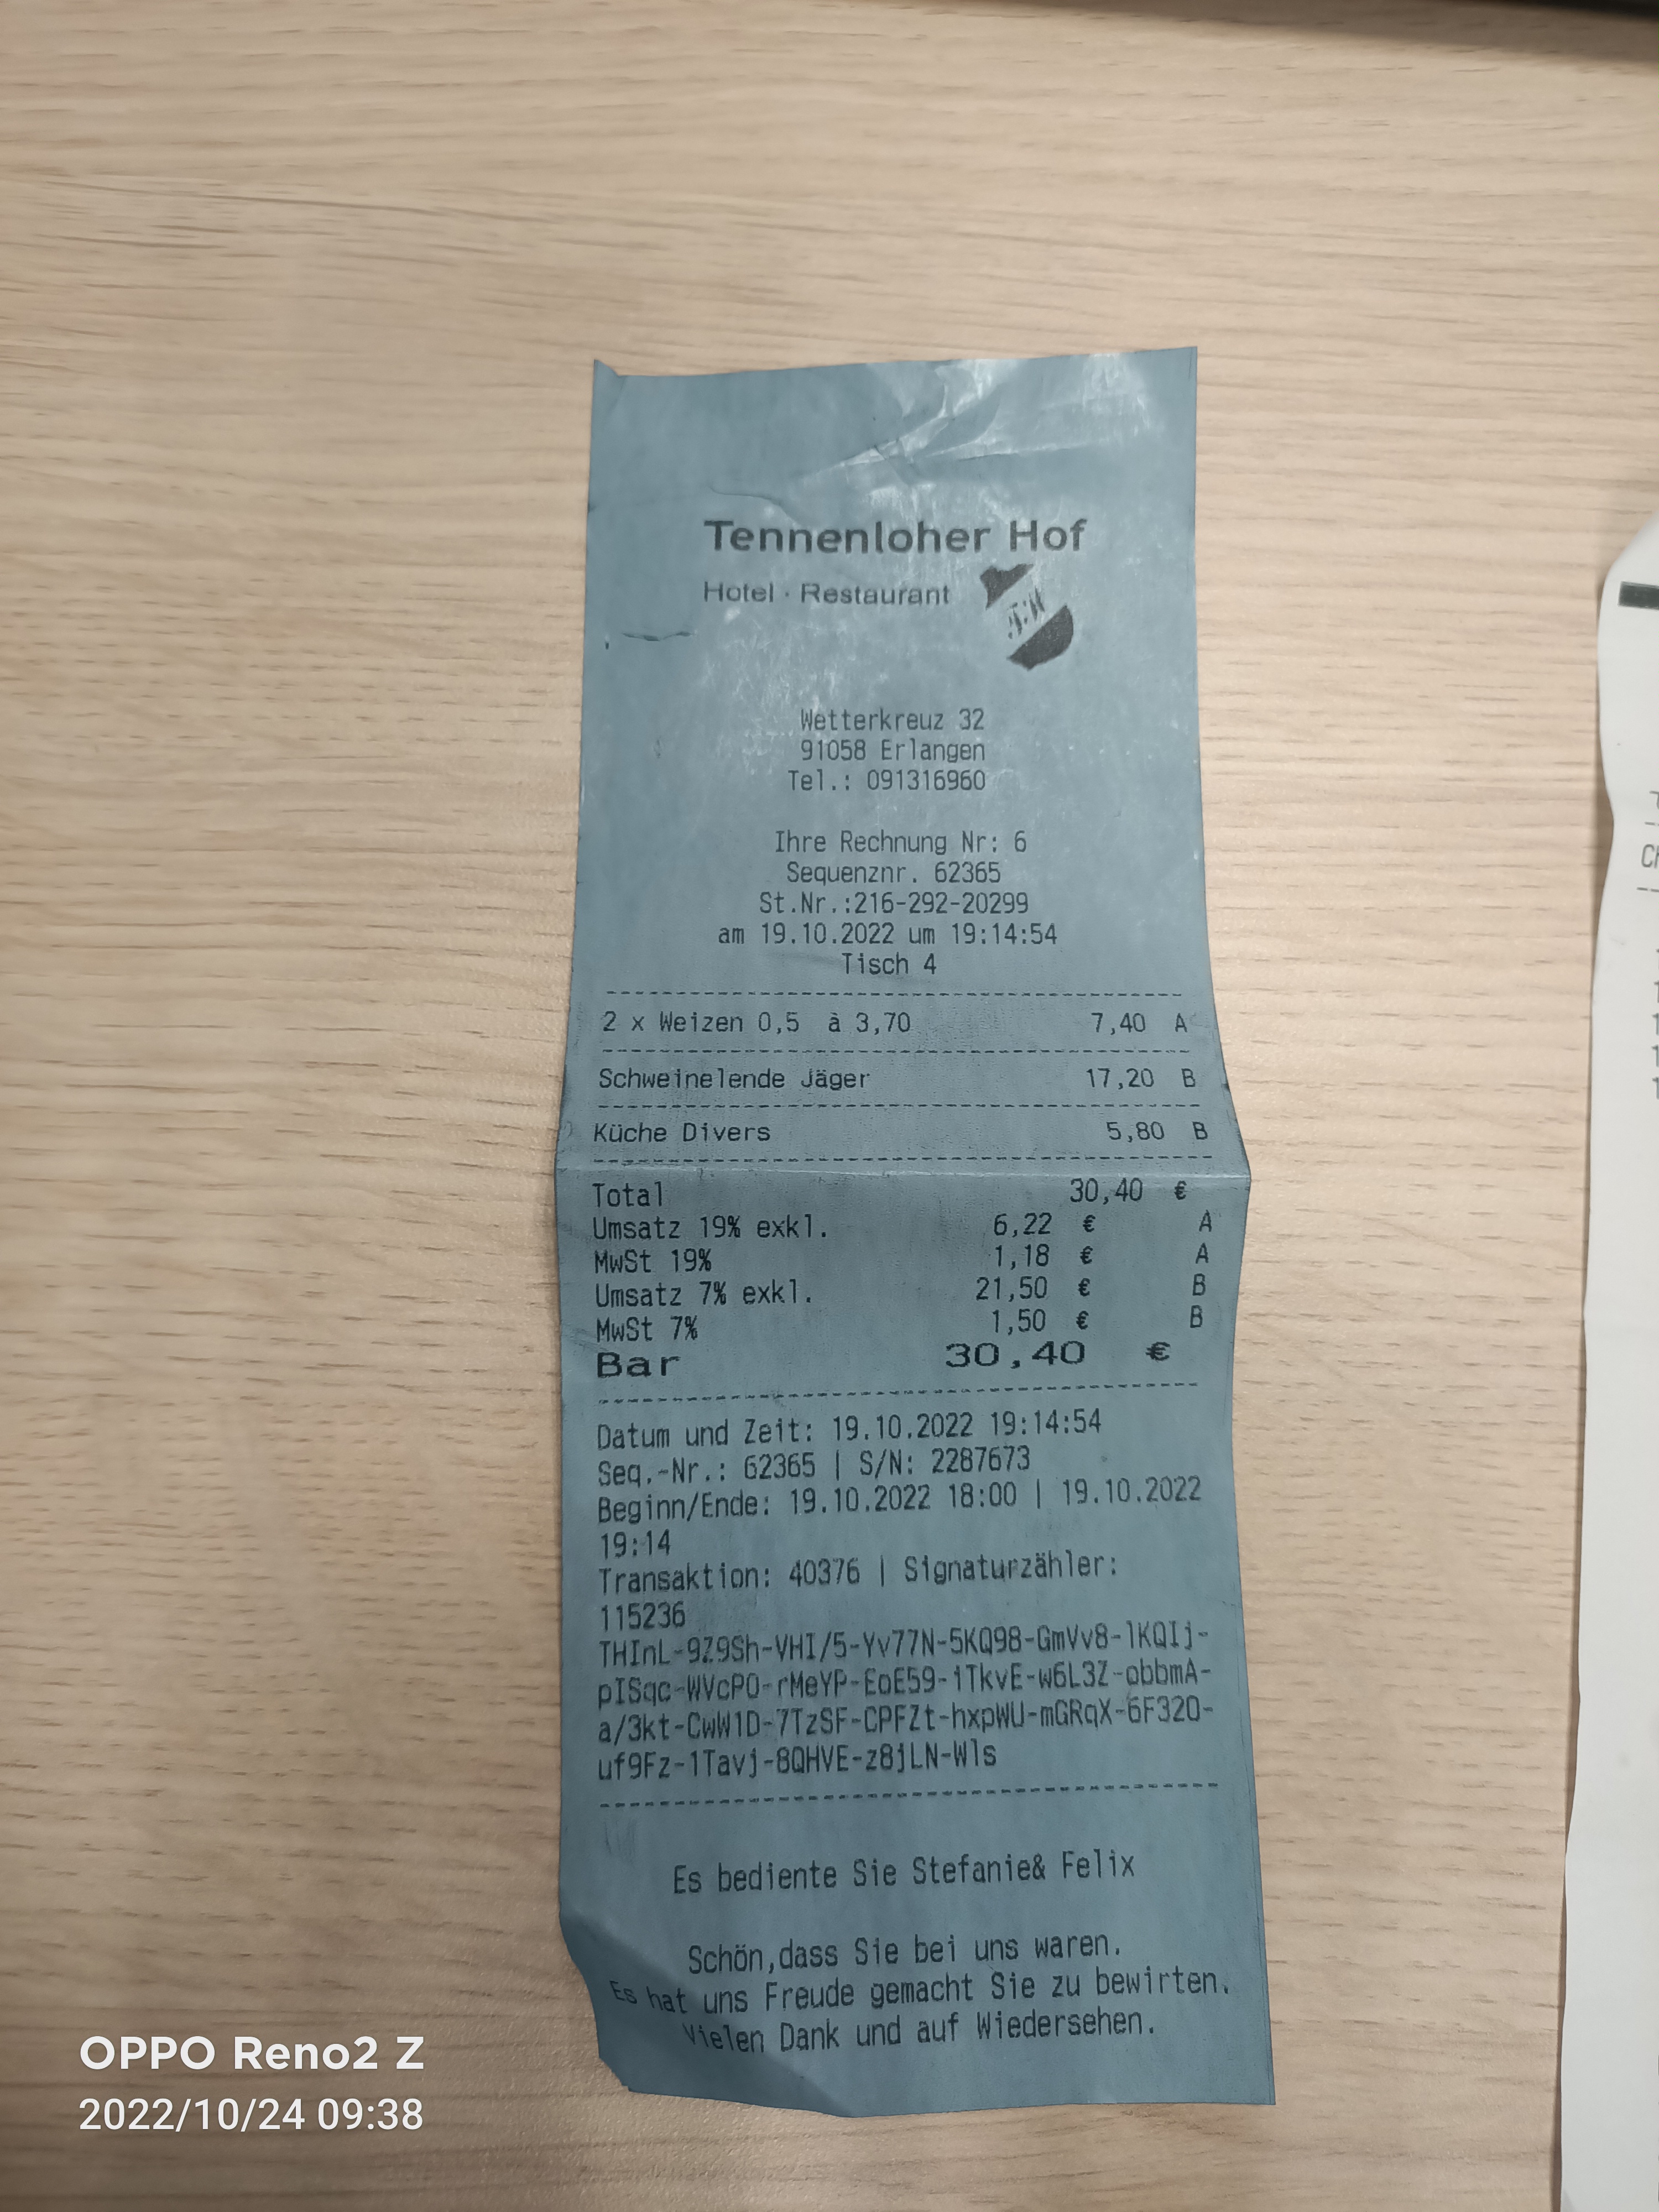 Tennenloher Hof
Hotel · Restaurant
Wetterkreuz 32
91058 Erlangen
Tel.: 091316960
Ihre Rechnung Nr: 6
Sequenznr. 62365
St.Nr.:216-292-20299
am 19.10.2022 um 19:14:54
Tisch 4
2 x Weizen 0,5 à 3,70 7,40 A
Schweinelende Jäger 17,20 B
Küche Divers 5,80 B
Total 30,40 €
Umsatz 19% exkl. 6,22 € A
MwSt 19% 1,18 € A
Umsatz 7% exkl. 21,50 € B
MwSt 7% 1,50 € B
Bar 30,40 €
Datum und Zeit: 19.10.2022 19:14:54
Seq.-Nr.: 62365 | S/N: 2287673
Beginn/Ende: 19.10.2022 18:00 | 19.10.2022
19:14
Transaktion: 40376 | Signaturzähler:
115236
THInL-9Z9Sh-VHI/5-Yv77N-5KQ98-GmVv8-lKQIj-
pISqc-WVcPO-rMeYP-EoE59-iTkvE-w6L3Z-obbmA-
a/3kt-CwW1D-7TzSF-CPFZt-hxpWU-mGRqX-6F32O-
uf9Fz-1Tavj-8QHVE-z8jLN-Wls
Es bediente Sie Stefanie& Felix
Schön,dass Sie bei uns waren.
Es hat uns Freude gemacht Sie zu bewirten.
Vielen Dank und auf Wiedersehen.
OPPO Reno2 Z
2022/10/24 09:38